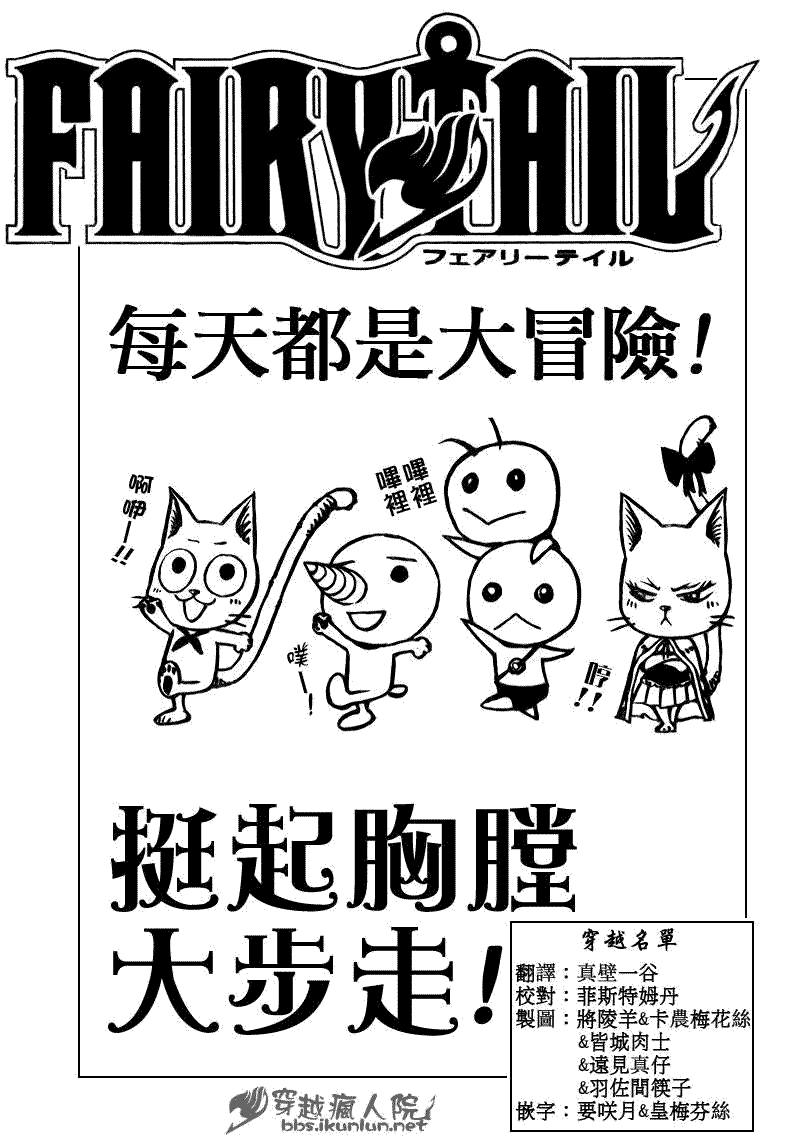 FAIRY TAIL
フェアリーテイル
每天都是大冒險!
啊咿ー!!
嗶嗶
裡裡
噗ー!
哼!!
挺起胸膛
大步走!
穿越名單
翻譯：真壁一谷
校對：菲斯特姆丹
製圖：將陵羊&卡農梅花絲
&皆城肉士
&遠見真仔
&羽佐間筷子
嵌字：要咲月&皇梅芬絲
穿越瘋人院
bbs.ikunlun.net